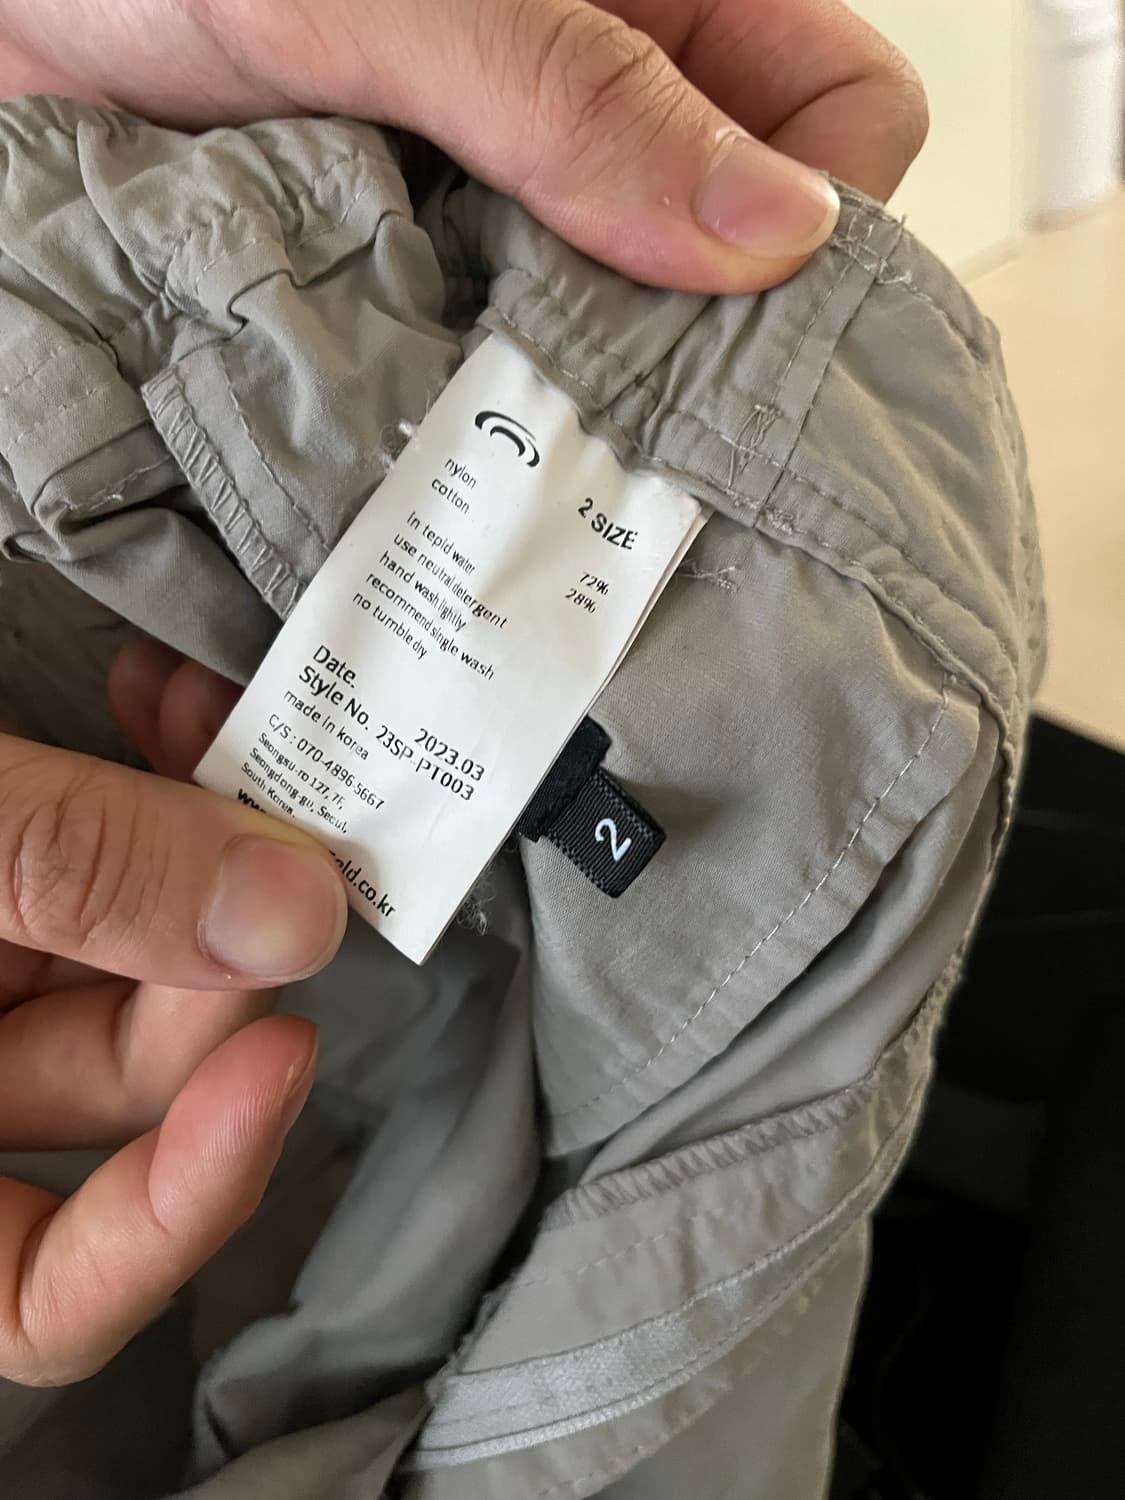 2 SIZE
nylon 72%
cotton 28%
in tepid water
use neutral detergent
hand wash lightly
recommend single wash
no tumble dry
Date. 2023.03
Style No. 23SP-PT003
made in korea
C/S : 070-4896-5667
Seongsu-ro 127, 7F,
Seongdong-gu, Seoul,
South Korea.
2